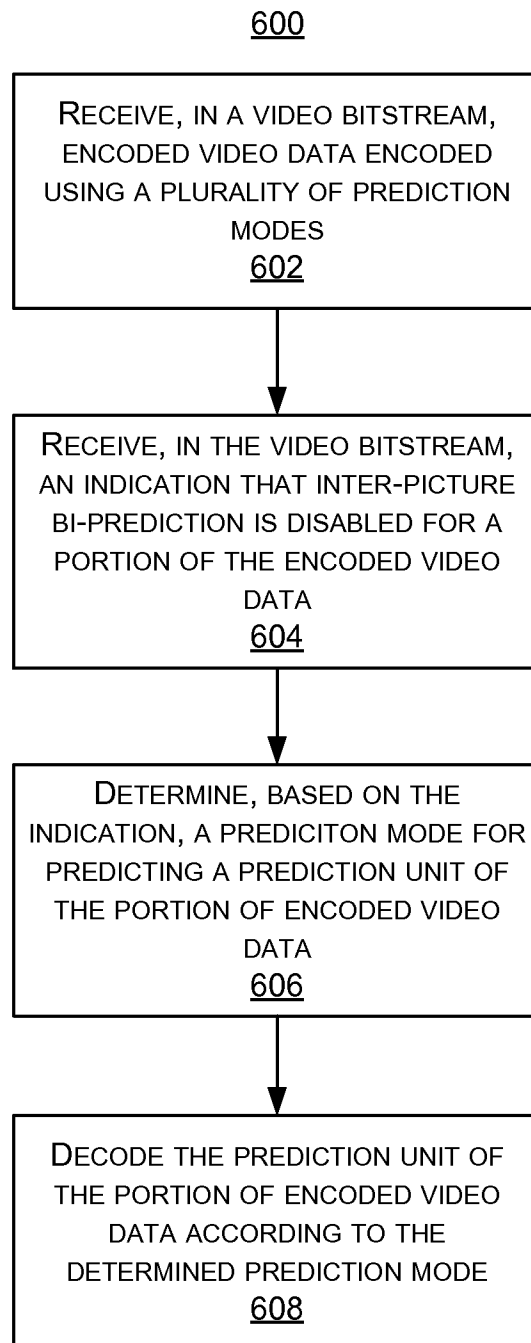 600
RECEIVE, IN A VIDEO BITSTREAM,
ENCODED VIDEO DATA ENCODED
USING A PLURALITY OF PREDICTION
MODES
602
RECEIVE, IN THE VIDEO BITSTREAM,
AN INDICATION THAT INTER-PICTURE
BI-PREDICTION IS DISABLED FOR A
PORTION OF THE ENCODED VIDEO
DATA
604
DETERMINE, BASED ON THE
INDICATION, A PREDICITON MODE FOR
PREDICTING A PREDICTION UNIT OF
THE PORTION OF ENCODED VIDEO
DATA
606
DECODE THE PREDICTION UNIT OF
THE PORTION OF ENCODED VIDEO
DATA ACCORDING TO THE
DETERMINED PREDICTION MODE
608